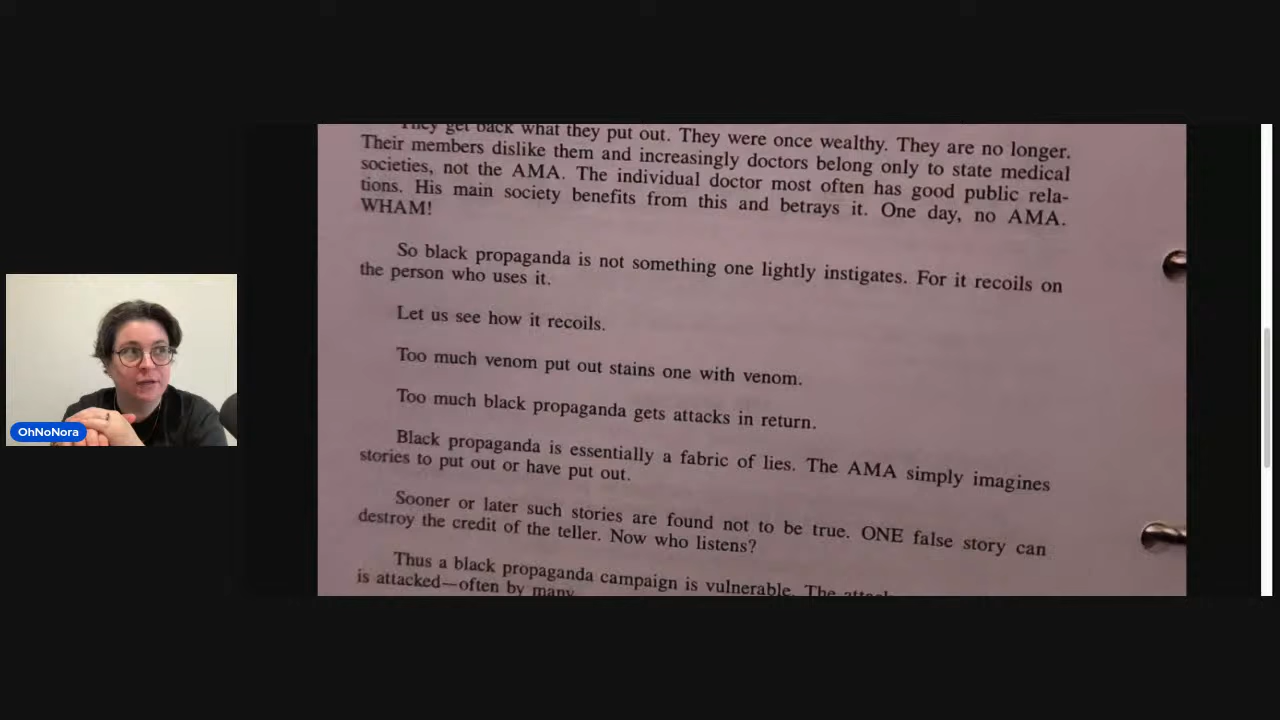 They get back what they put out. They were once wealthy. They are no longer.
Their members dislike them and increasingly doctors belong only to state medical
societies, not the AMA. The individual doctor most often has good public rela-
tions. His main society benefits from this and betrays it. One day, no AMA.
WHAM!
So black propaganda is not something one lightly instigates. For it recoils on
the person who uses it.
Let us see how it recoils.
Too much venom put out stains one with venom.
Too much black propaganda gets attacks in return.
Black propaganda is essentially a fabric of lies. The AMA simply imagines
stories to put out or have put out.
Sooner or later such stories are found not to be true. ONE false story can
destroy the credit of the teller. Now who listens?
Thus a black propaganda campaign is vulnerable. The
is attacked—often by many
OhNoNora